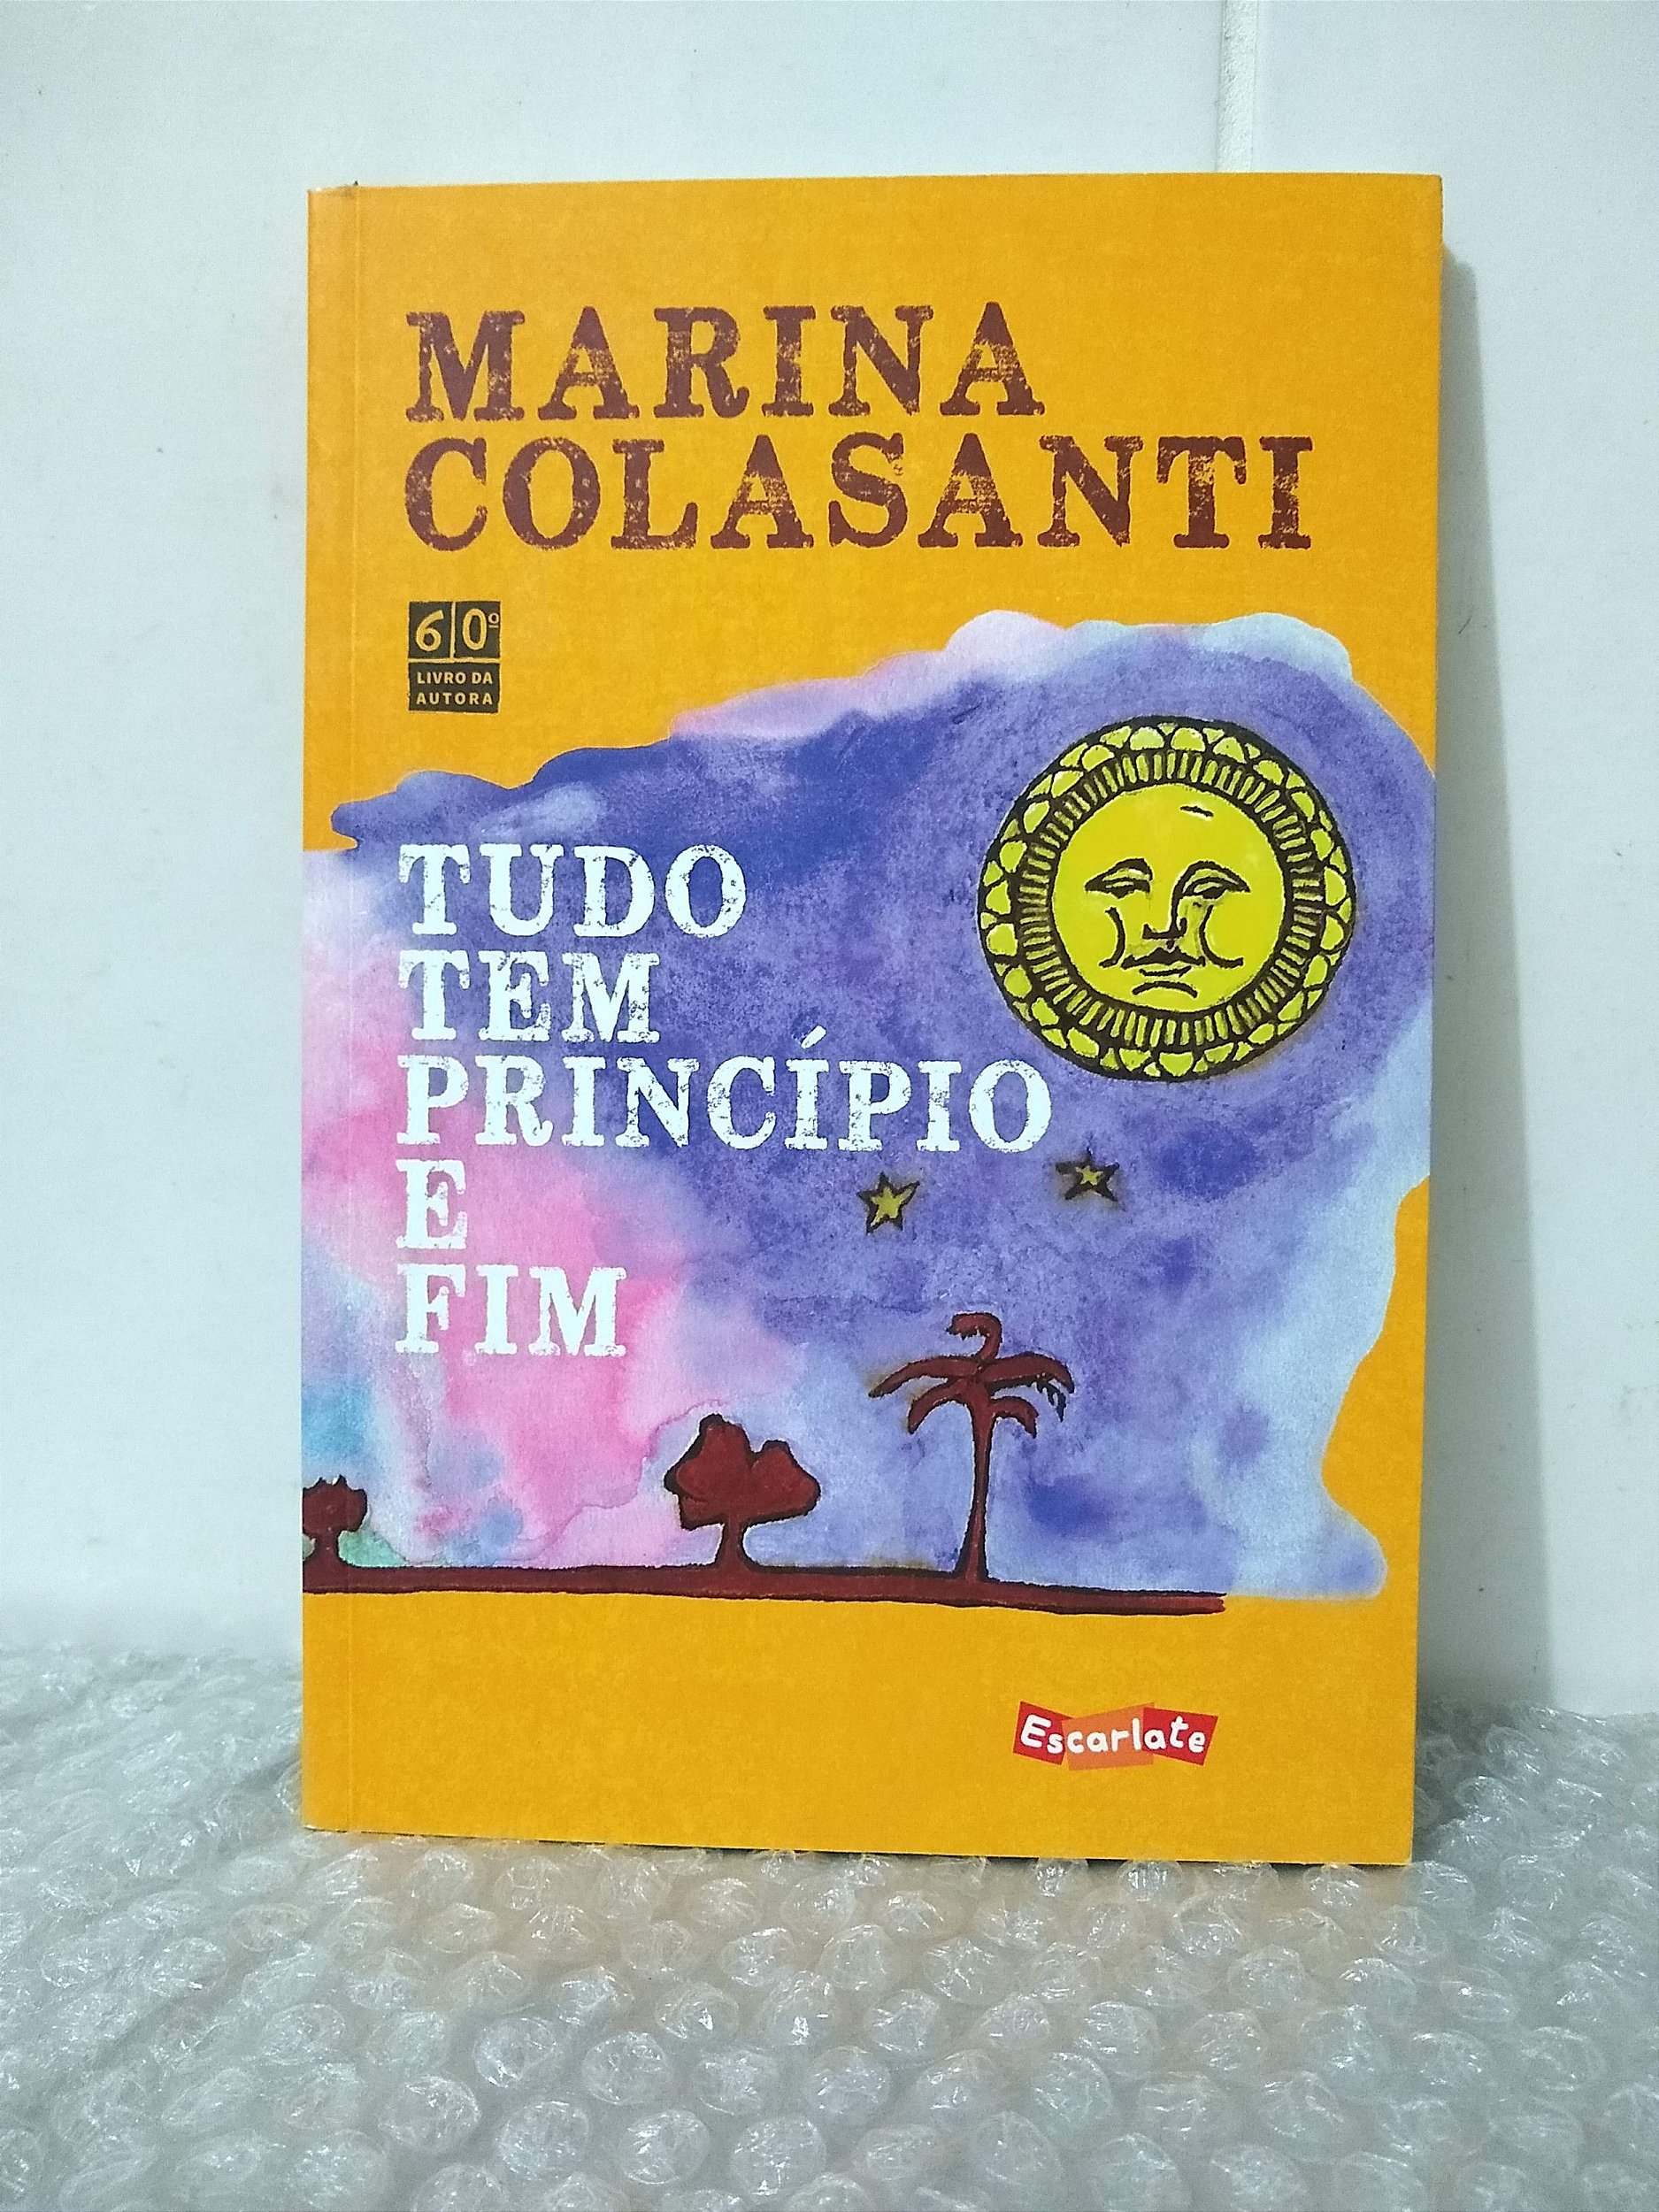 MARINA
COLASANTI
60º
LIVRO DA
AUTORA
TUDO
TEM
PRINCÍPIO
E
FIM
Escarlate